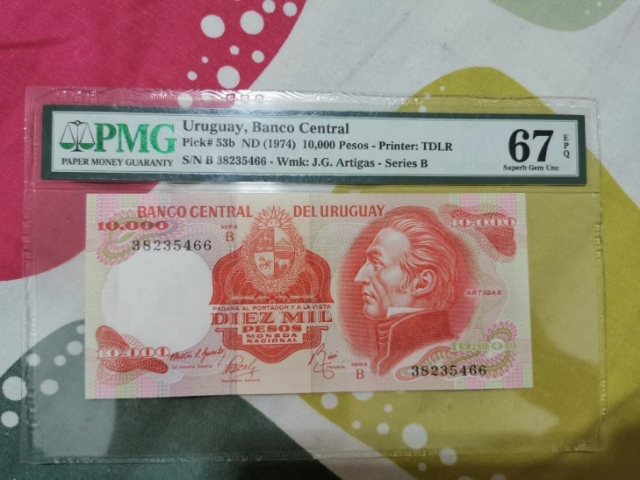 PMG
PAPER MONEY GUARANTY
Uruguay, Banco Central
Pick# 53b ND (1974) 10,000 Pesos - Printer: TDLR
S/N B 38235466 - Wmk: J.G. Artigas - Series B
67 EPQ
Superb Gem Unc
BANCO CENTRAL DEL URUGUAY
10.000
10.000
SERIE
B
38235466
ARTIGAS
PAGARA AL PORTADOR Y A LA VISTA
DIEZ MIL
PESOS
MONEDA
NACIONAL
10.000
10.000
SERIE
B
38235466